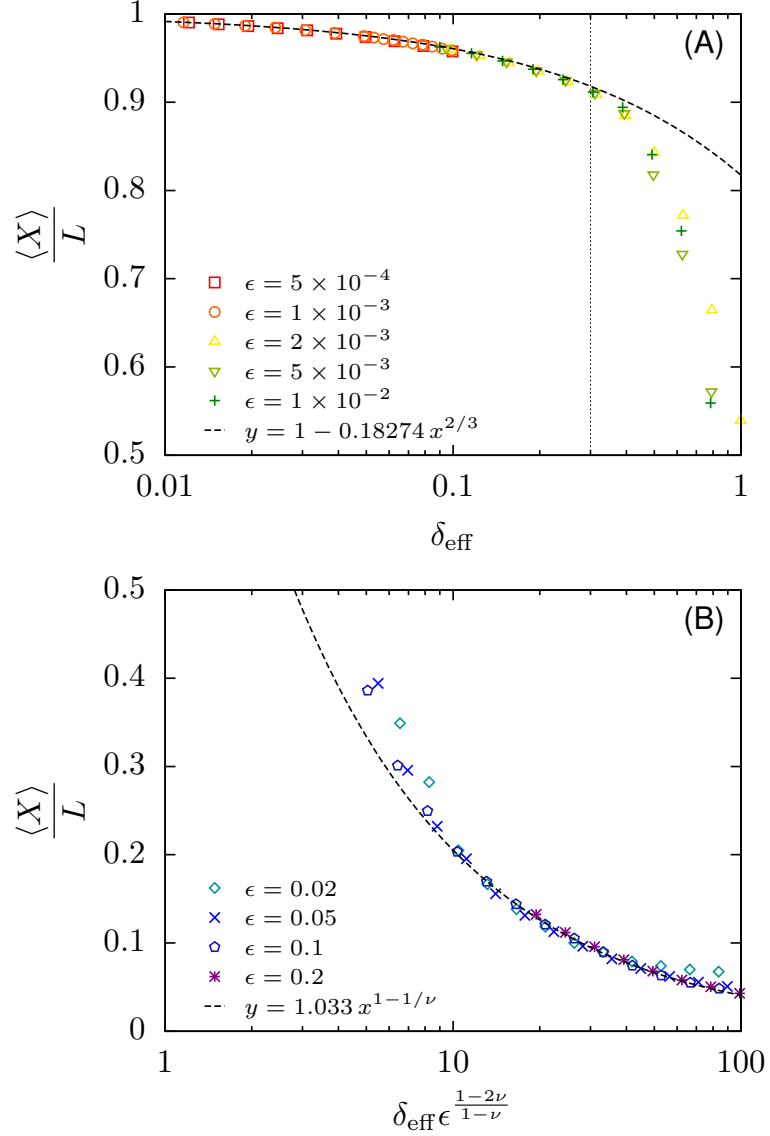 (A)
1
0.9
0.8
0.7
0.6
0.5
⟨X⟩/L
ϵ = 5 × 10⁻⁴
ϵ = 1 × 10⁻³
ϵ = 2 × 10⁻³
ϵ = 5 × 10⁻³
ϵ = 1 × 10⁻²
y = 1 − 0.18274 x^{2/3}
0.01 0.1 1
δ_eff
(B)
0.5
0.4
0.3
0.2
0.1
0
⟨X⟩/L
ϵ = 0.02
ϵ = 0.05
ϵ = 0.1
ϵ = 0.2
y = 1.033 x^{1−1/ν}
1 10 100
δ_eff ϵ^{(1−2ν)/(1−ν)}